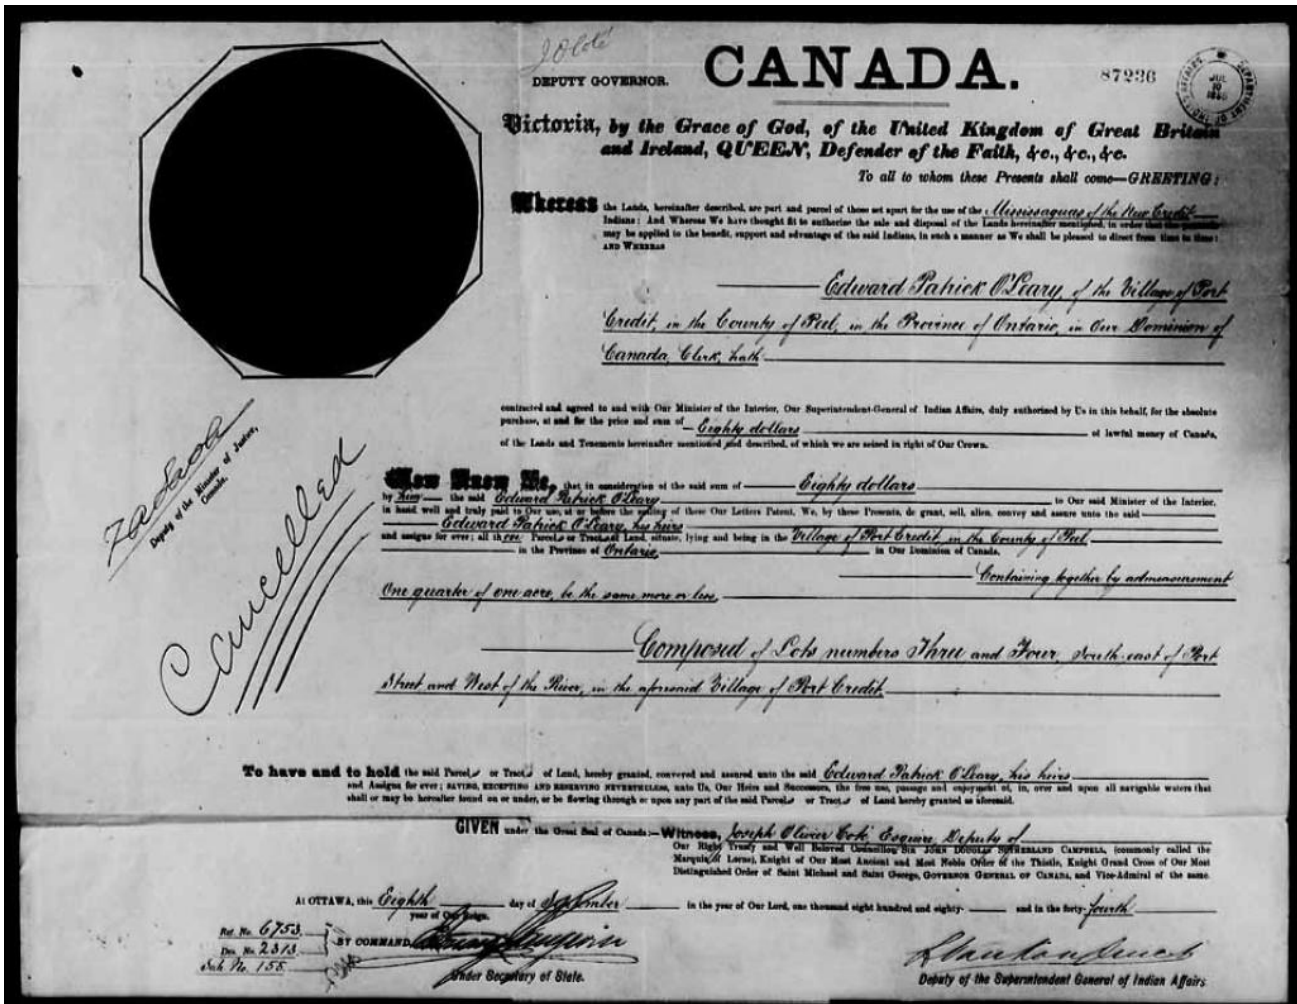 J O Coté
DEPUTY GOVERNOR.
CANADA.
87236
DEPARTMENT OF INDIAN AFFAIRS
JUL 10
Victoria, by the Grace of God, of the United Kingdom of Great Britain
and Ireland, QUEEN, Defender of the Faith, &c., &c., &c.
To all to whom these Presents shall come—GREETING:
Whereas the Lands, hereinafter described, are part and parcel of those set apart for the use of the Mississaguas of the New Credit
Indians; And Whereas We have thought fit to authorize the sale and disposal of the Lands hereinafter mentioned, in order that the proceeds
may be applied to the benefit, support and advantage of the said Indians, in such a manner as We shall be pleased to direct from time to time:
AND WHEREAS
Edward Patrick O'Leary, of the Village of Port
Credit, in the County of Peel, in the Province of Ontario, in Our Dominion of
Canada, Clerk, hath
contracted and agreed to and with Our Minister of the Interior, Our Superintendent-General of Indian Affairs, duly authorized by Us in this behalf, for the absolute
purchase, at and for the price and sum of Eighty dollars of lawful money of Canada,
of the Lands and Tenements hereinafter mentioned and described, of which we are seized in right of Our Crown.
Deputy of the Minister of Justice,
Canada.
Cancelled
Now Know Ye, that in consideration of the said sum of Eighty dollars
by him the said Edward Patrick O'Leary to Our said Minister of the Interior,
in hand well and truly paid to Our use, at or before the sealing of these Our Letters Patent, We, by these Presents, do grant, sell, alien, convey and assure unto the said
Edward Patrick O'Leary, his heirs
and assigns for ever; all those Parcels or Tracts of Land, situate, lying and being in the Village of Port Credit, in the County of Peel
in the Province of Ontario, in Our Dominion of Canada,
Containing together by admeasurement
One quarter of one acre, be the same more or less,
Composed of Lots numbers Three and Four, South-east of Port
Street and West of the River, in the aforesaid Village of Port Credit
To have and to hold the said Parcels or Tracts of Land, hereby granted, conveyed and assured unto the said Edward Patrick O'Leary, his heirs
and Assigns for ever; SAVING, EXCEPTING AND RESERVING NEVERTHELESS, unto Us, Our Heirs and Successors, the free use, passage and enjoyment of, in, over and upon all navigable waters that
shall or may be hereafter found on or under, or be flowing through or upon any part of the said Parcels or Tracts of Land hereby granted as aforesaid.
GIVEN under the Great Seal of Canada:—Witness, Joseph Olivier Coté, Esquire, Deputy of
Our Right Trusty and Well Beloved Councillor SIR JOHN DOUGLAS SUTHERLAND CAMPBELL, (commonly called the
Marquis of Lorne), Knight of Our Most Ancient and Most Noble Order of the Thistle, Knight Grand Cross of Our Most
Distinguished Order of Saint Michael and Saint George, GOVERNOR GENERAL OF CANADA, and Vice-Admiral of the same.
At OTTAWA, this Eighth day of September in the year of Our Lord, one thousand eight hundred and eighty- and in the forty-fourth
year of Our Reign.
Ref. No. 6753
Des. No. 2313
Sale No. 155
BY COMMAND,
Under Secretary of State.
Deputy of the Superintendent General of Indian Affairs